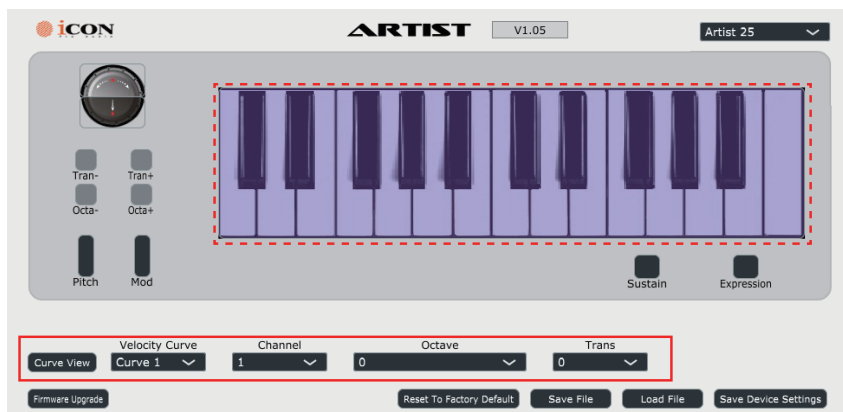 iCON
ARTIST
V1.05
Artist 25
Tran-
Tran+
Octa-
Octa+
Pitch
Mod
Sustain
Expression
Velocity Curve
Channel
Octave
Trans
Curve View
Curve 1
1
0
0
Firmware Upgrade
Reset To Factory Default
Save File
Load File
Save Device Settings